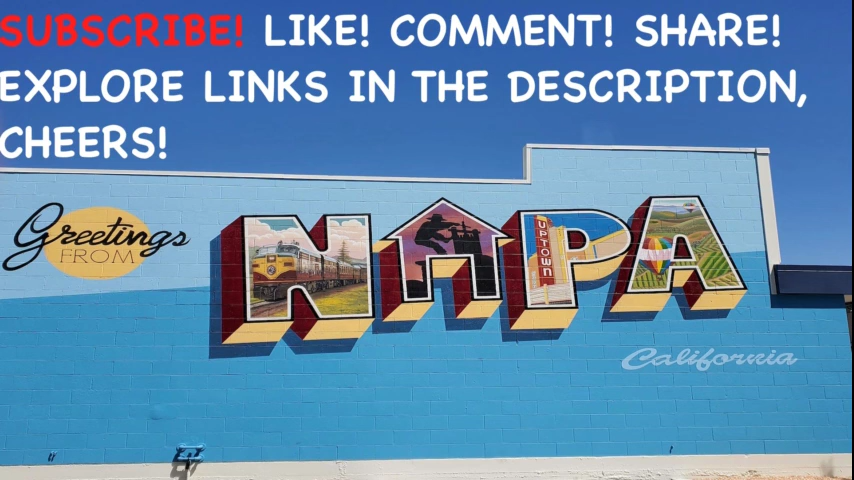 SUBSCRIBE! LIKE! COMMENT! SHARE!
EXPLORE LINKS IN THE DESCRIPTION,
CHEERS!
Greetings
FROM
NAPA
UPTOWN
California